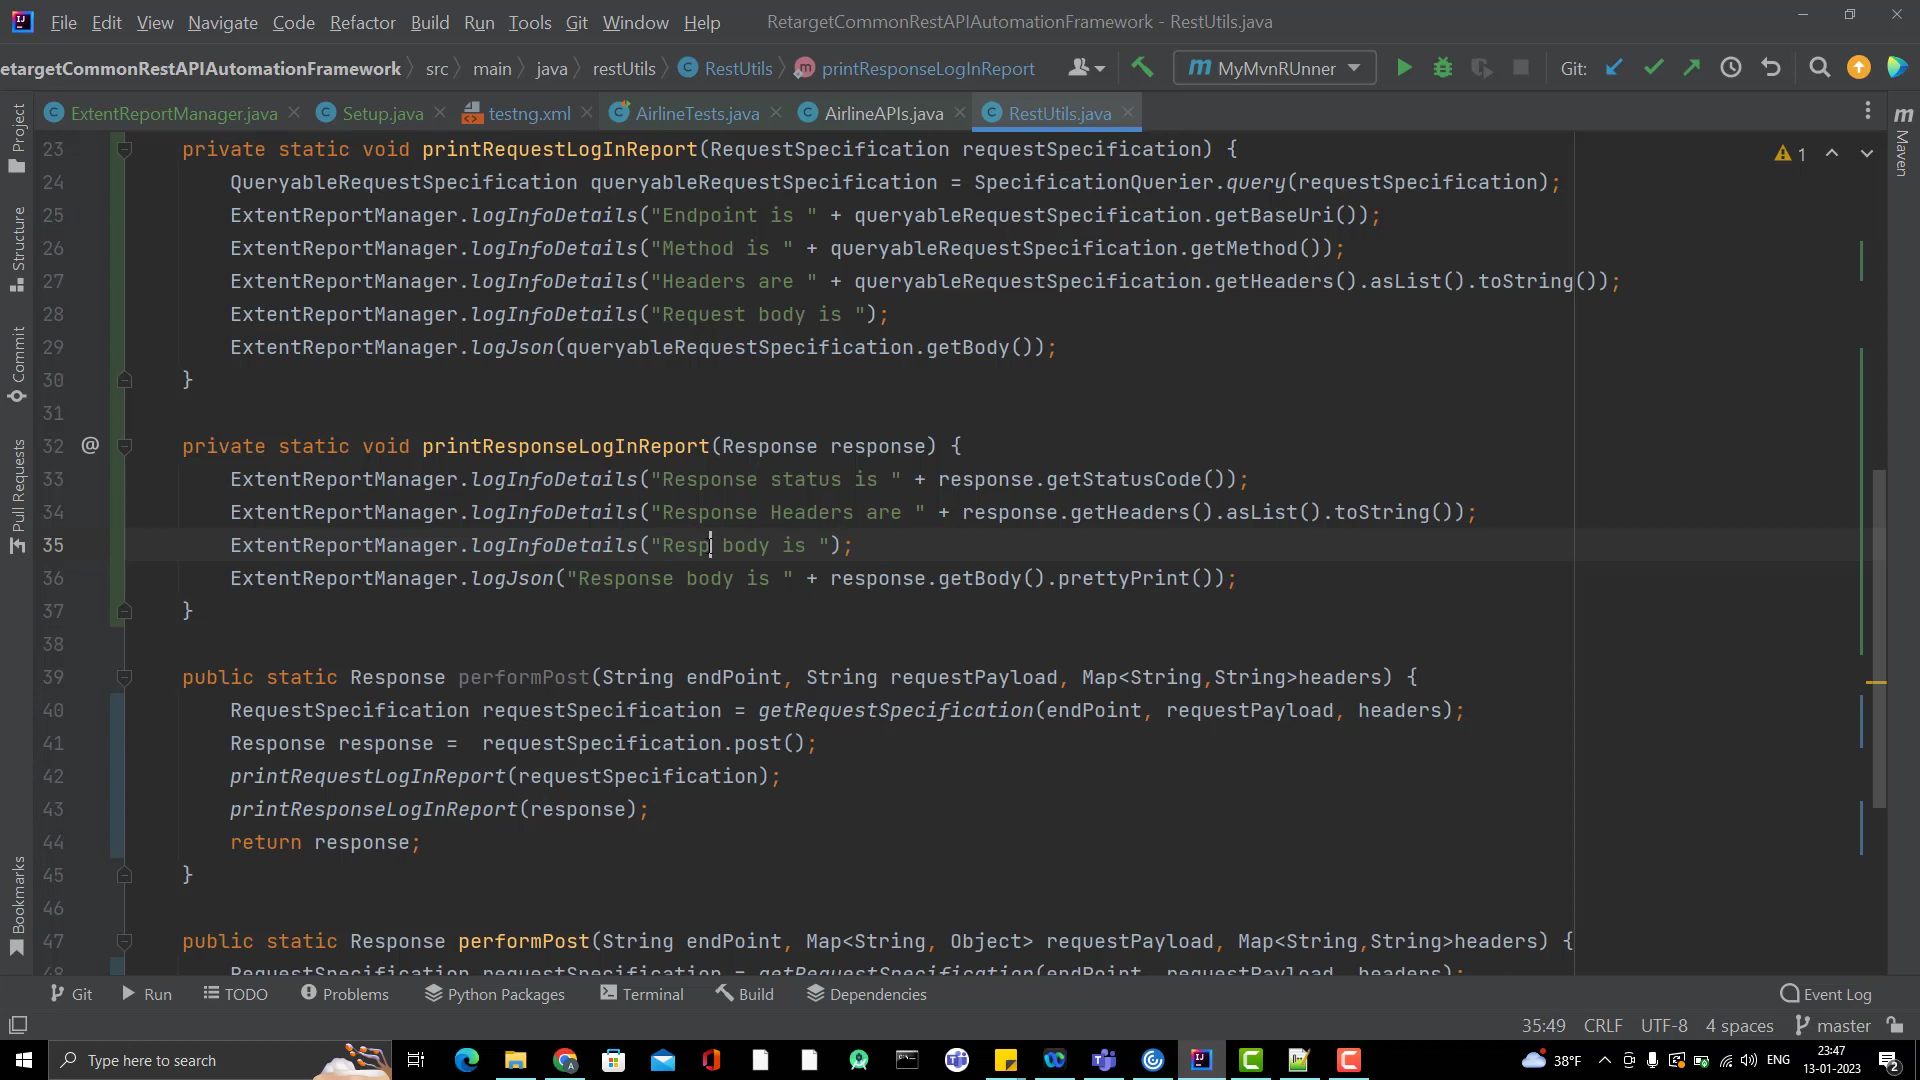 File Edit View Navigate Code Refactor Build Run Tools Git Window Help RetargetCommonRestAPIAutomationFramework - RestUtils.java
etargetCommonRestAPIAutomationFramework src main java restUtils RestUtils printResponseLogInReport MyMvnRUnner Git:
ExtentReportManager.java Setup.java testng.xml AirlineTests.java AirlineAPIs.java RestUtils.java
Project
Structure
Commit
Pull Requests
Bookmarks
Maven
1
23 private static void printRequestLogInReport(RequestSpecification requestSpecification) {
24 QueryableRequestSpecification queryableRequestSpecification = SpecificationQuerier.query(requestSpecification);
25 ExtentReportManager.logInfoDetails("Endpoint is " + queryableRequestSpecification.getBaseUri());
26 ExtentReportManager.logInfoDetails("Method is " + queryableRequestSpecification.getMethod());
27 ExtentReportManager.logInfoDetails("Headers are " + queryableRequestSpecification.getHeaders().asList().toString());
28 ExtentReportManager.logInfoDetails("Request body is ");
29 ExtentReportManager.logJson(queryableRequestSpecification.getBody());
30 }
31
32 @ private static void printResponseLogInReport(Response response) {
33 ExtentReportManager.logInfoDetails("Response status is " + response.getStatusCode());
34 ExtentReportManager.logInfoDetails("Response Headers are " + response.getHeaders().asList().toString());
35 ExtentReportManager.logInfoDetails("Resp body is ");
36 ExtentReportManager.logJson("Response body is " + response.getBody().prettyPrint());
37 }
38
39 public static Response performPost(String endPoint, String requestPayload, Map<String,String>headers) {
40 RequestSpecification requestSpecification = getRequestSpecification(endPoint, requestPayload, headers);
41 Response response =  requestSpecification.post();
42 printRequestLogInReport(requestSpecification);
43 printResponseLogInReport(response);
44 return response;
45 }
46
47 public static Response performPost(String endPoint, Map<String, Object> requestPayload, Map<String,String>headers) {
48 RequestSpecification requestSpecification = getRequestSpecification(endPoint, requestPayload, headers);
Git Run TODO Problems Python Packages Terminal Build Dependencies Event Log
35:49 CRLF UTF-8 4 spaces master
Type here to search 38°F ENG 23:47
13-01-2023 2